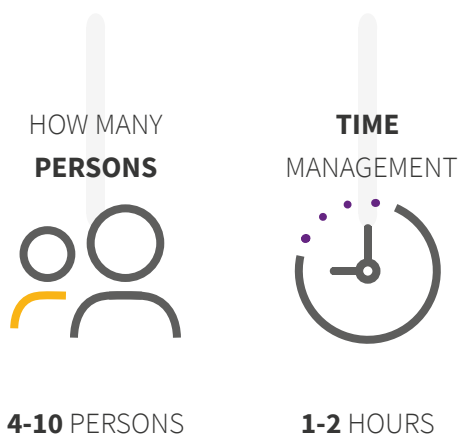 HOW MANY
PERSONS
4-10 PERSONS
TIME
MANAGEMENT
1-2 HOURS